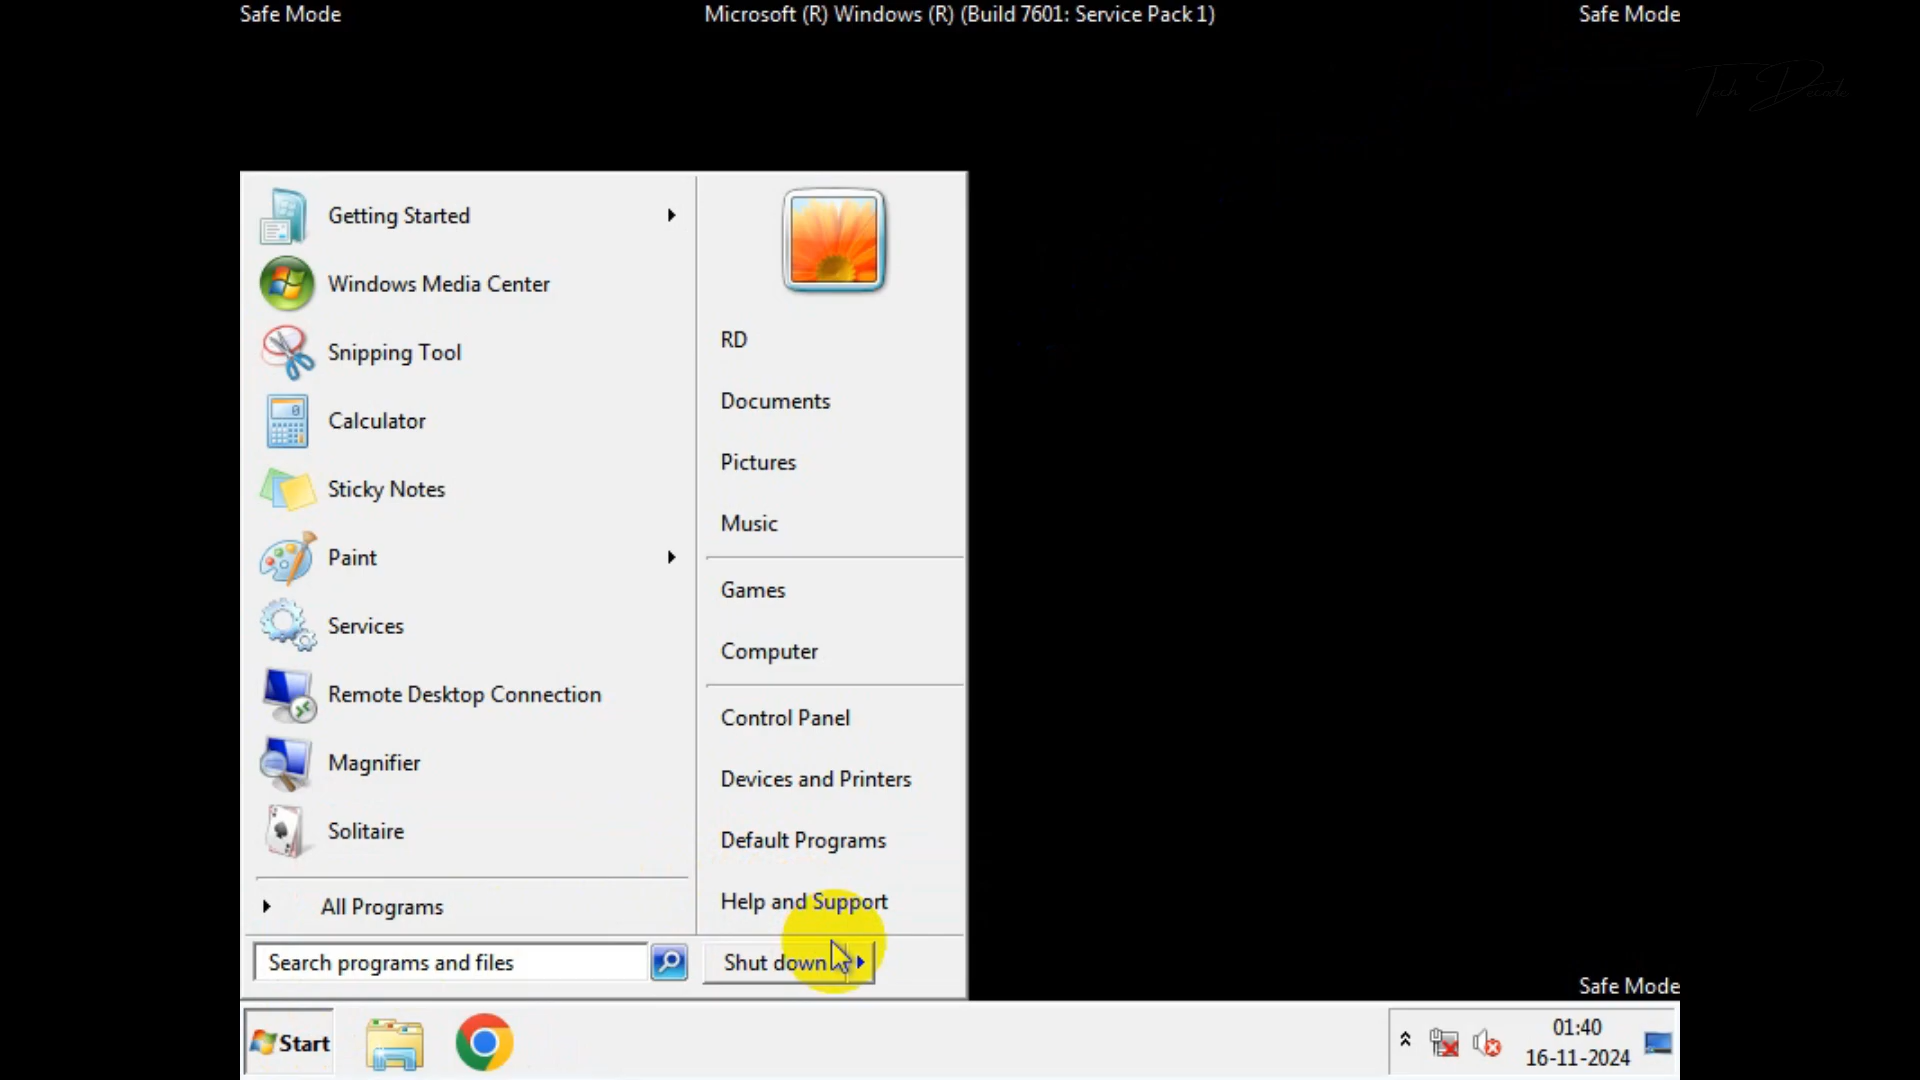 Safe Mode
Microsoft (R) Windows (R) (Build 7601: Service Pack 1)
Safe Mode
Tech Decode
Getting Started
Windows Media Center
Snipping Tool
Calculator
Sticky Notes
Paint
Services
Remote Desktop Connection
Magnifier
Solitaire
All Programs
Search programs and files
RD
Documents
Pictures
Music
Games
Computer
Control Panel
Devices and Printers
Default Programs
Help and Support
Shut down
Safe Mode
Start
01:40
16-11-2024